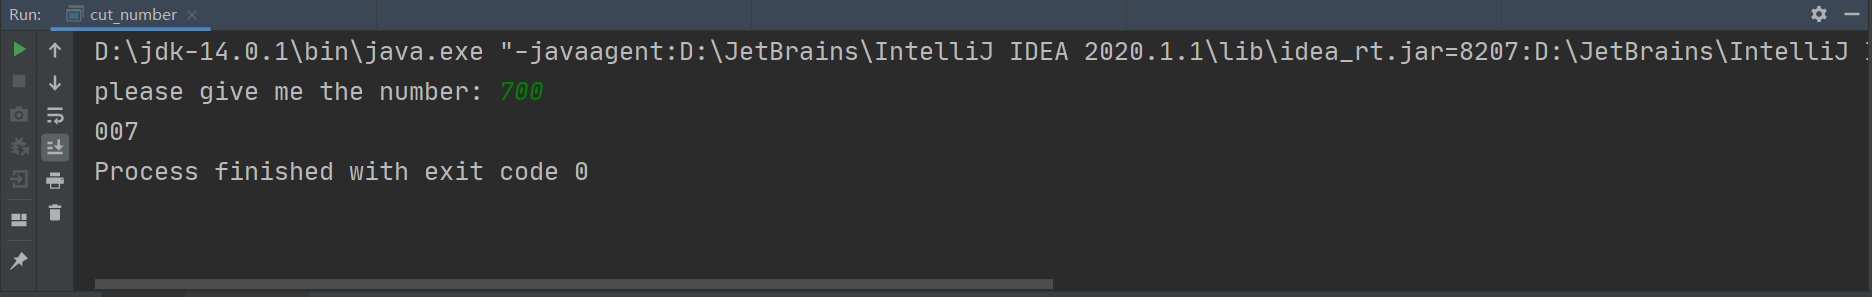 Run: cut_number ×
D:\jdk-14.0.1\bin\java.exe "-javaagent:D:\JetBrains\IntelliJ IDEA 2020.1.1\lib\idea_rt.jar=8207:D:\JetBrains\IntelliJ
please give me the number: 700
007
Process finished with exit code 0